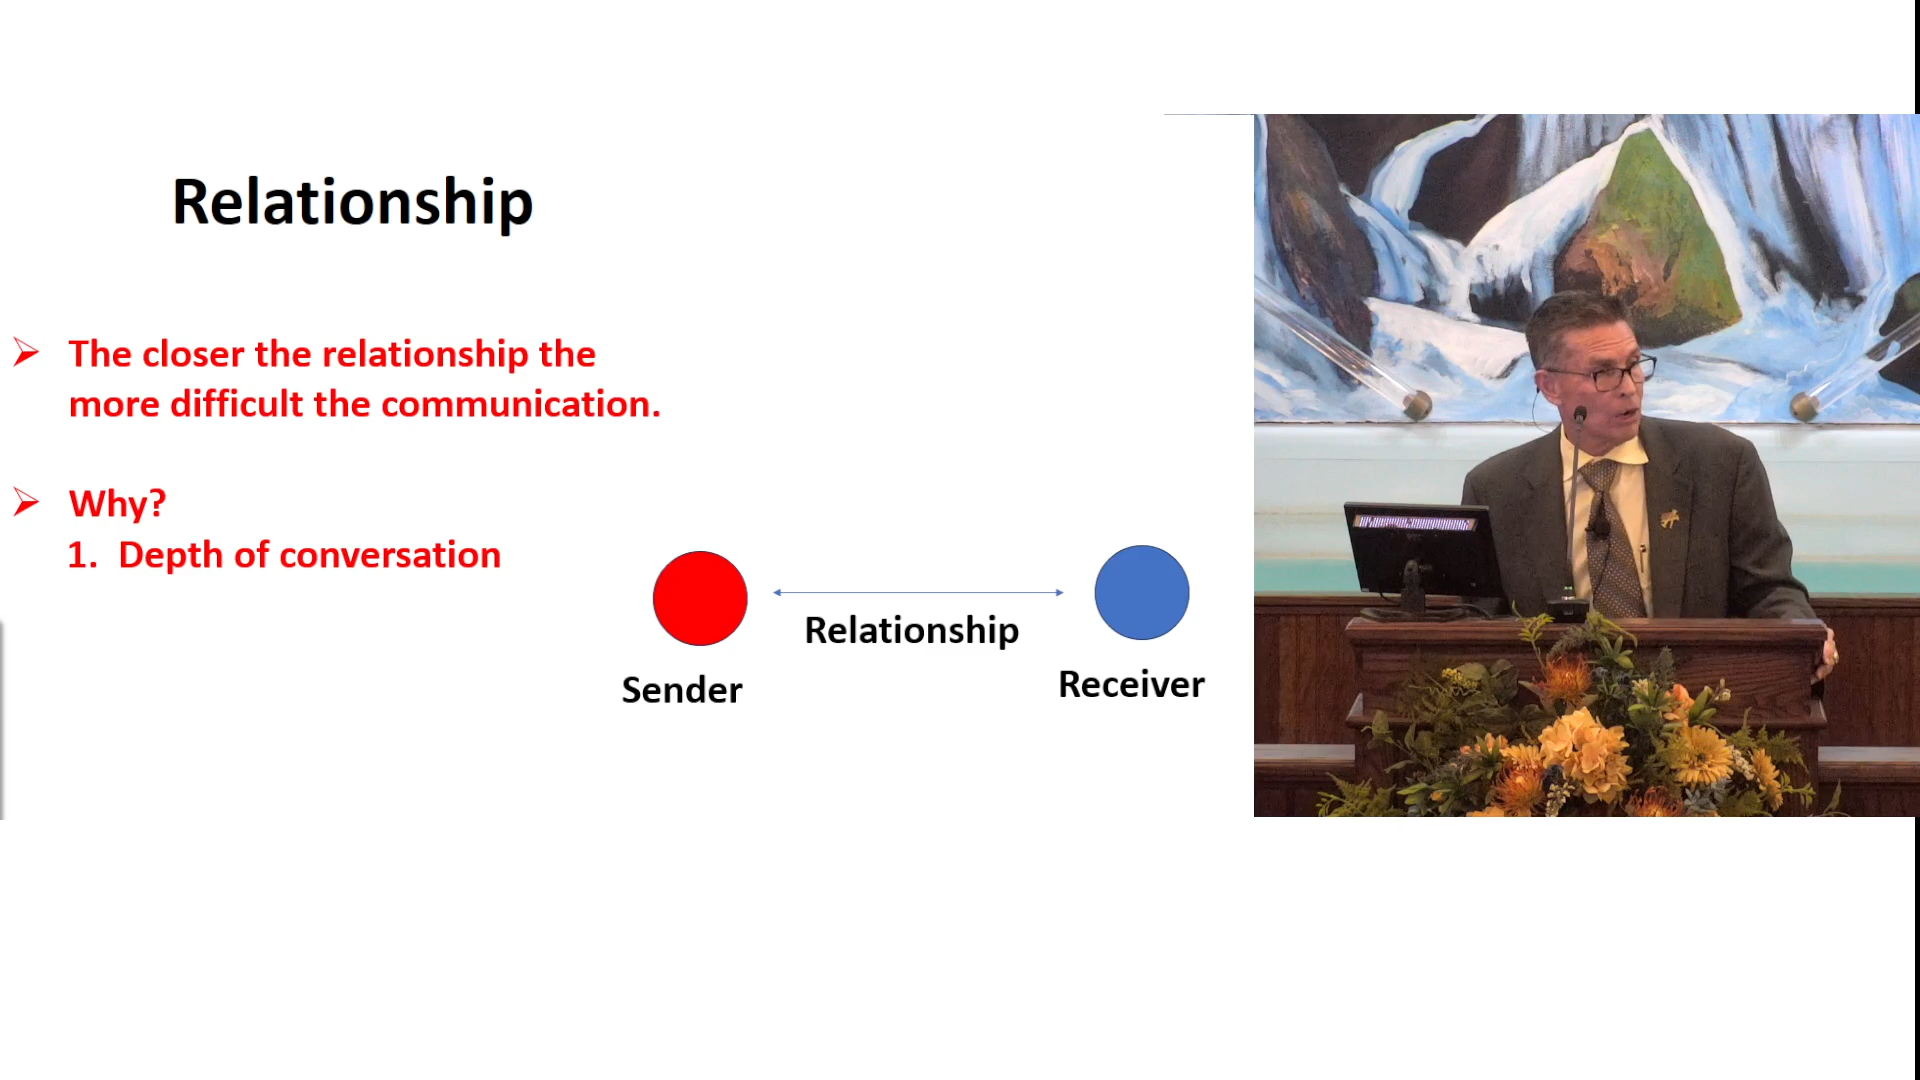 Relationship
➢ The closer the relationship the
more difficult the communication.
➢ Why?
1. Depth of conversation
Relationship
Sender
Receiver